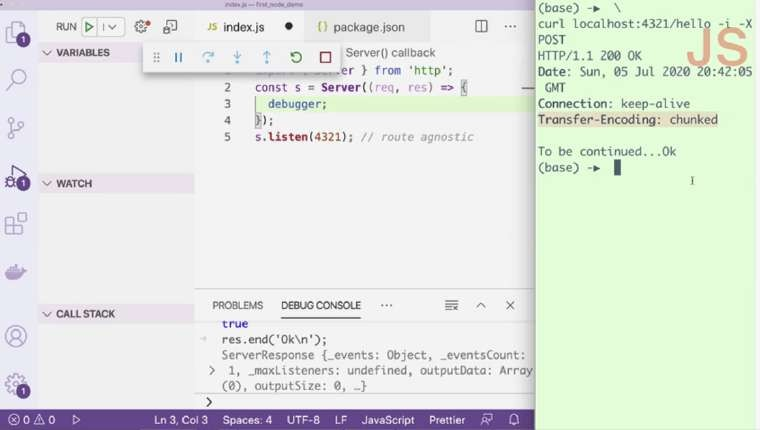 index.js — first_node_demo
RUN
JS index.js
{} package.json
VARIABLES
Server() callback
1 import { Server } from 'http';
2 const s = Server((req, res) => {
3 debugger;
4 });
5 s.listen(4321); // route agnostic
WATCH
CALL STACK
PROBLEMS DEBUG CONSOLE ...
true
res.end('Ok\n');
ServerResponse {_events: Object, _eventsCount:
1, _maxListeners: undefined, outputData: Array
(0), outputSize: 0, …}
1
1
1
0 0
Ln 3, Col 3 Spaces: 4 UTF-8 LF JavaScript Prettier
(base) -> \
curl localhost:4321/hello -i -X
POST
HTTP/1.1 200 OK
Date: Sun, 05 Jul 2020 20:42:05
GMT
Connection: keep-alive
Transfer-Encoding: chunked
To be continued...Ok
(base) ->
JS